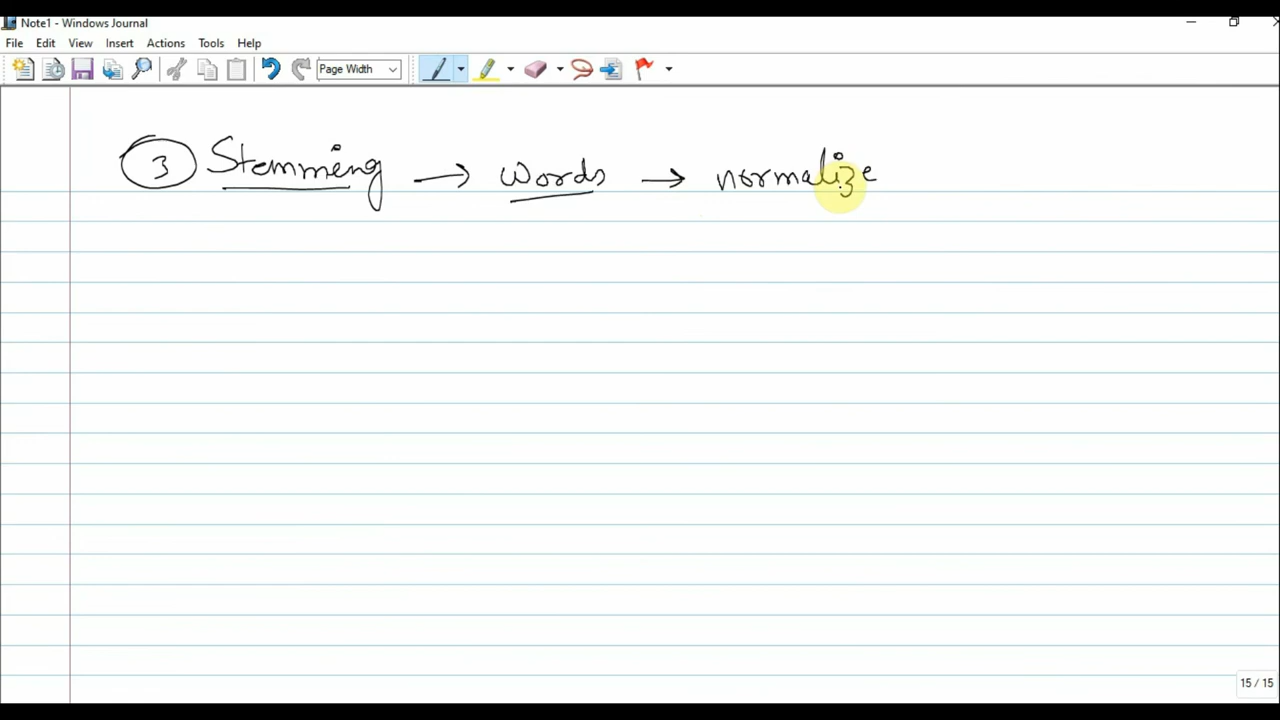 Note1 - Windows Journal
File Edit View Insert Actions Tools Help
Page Width
3 Stemming → words → normalize
15 / 15